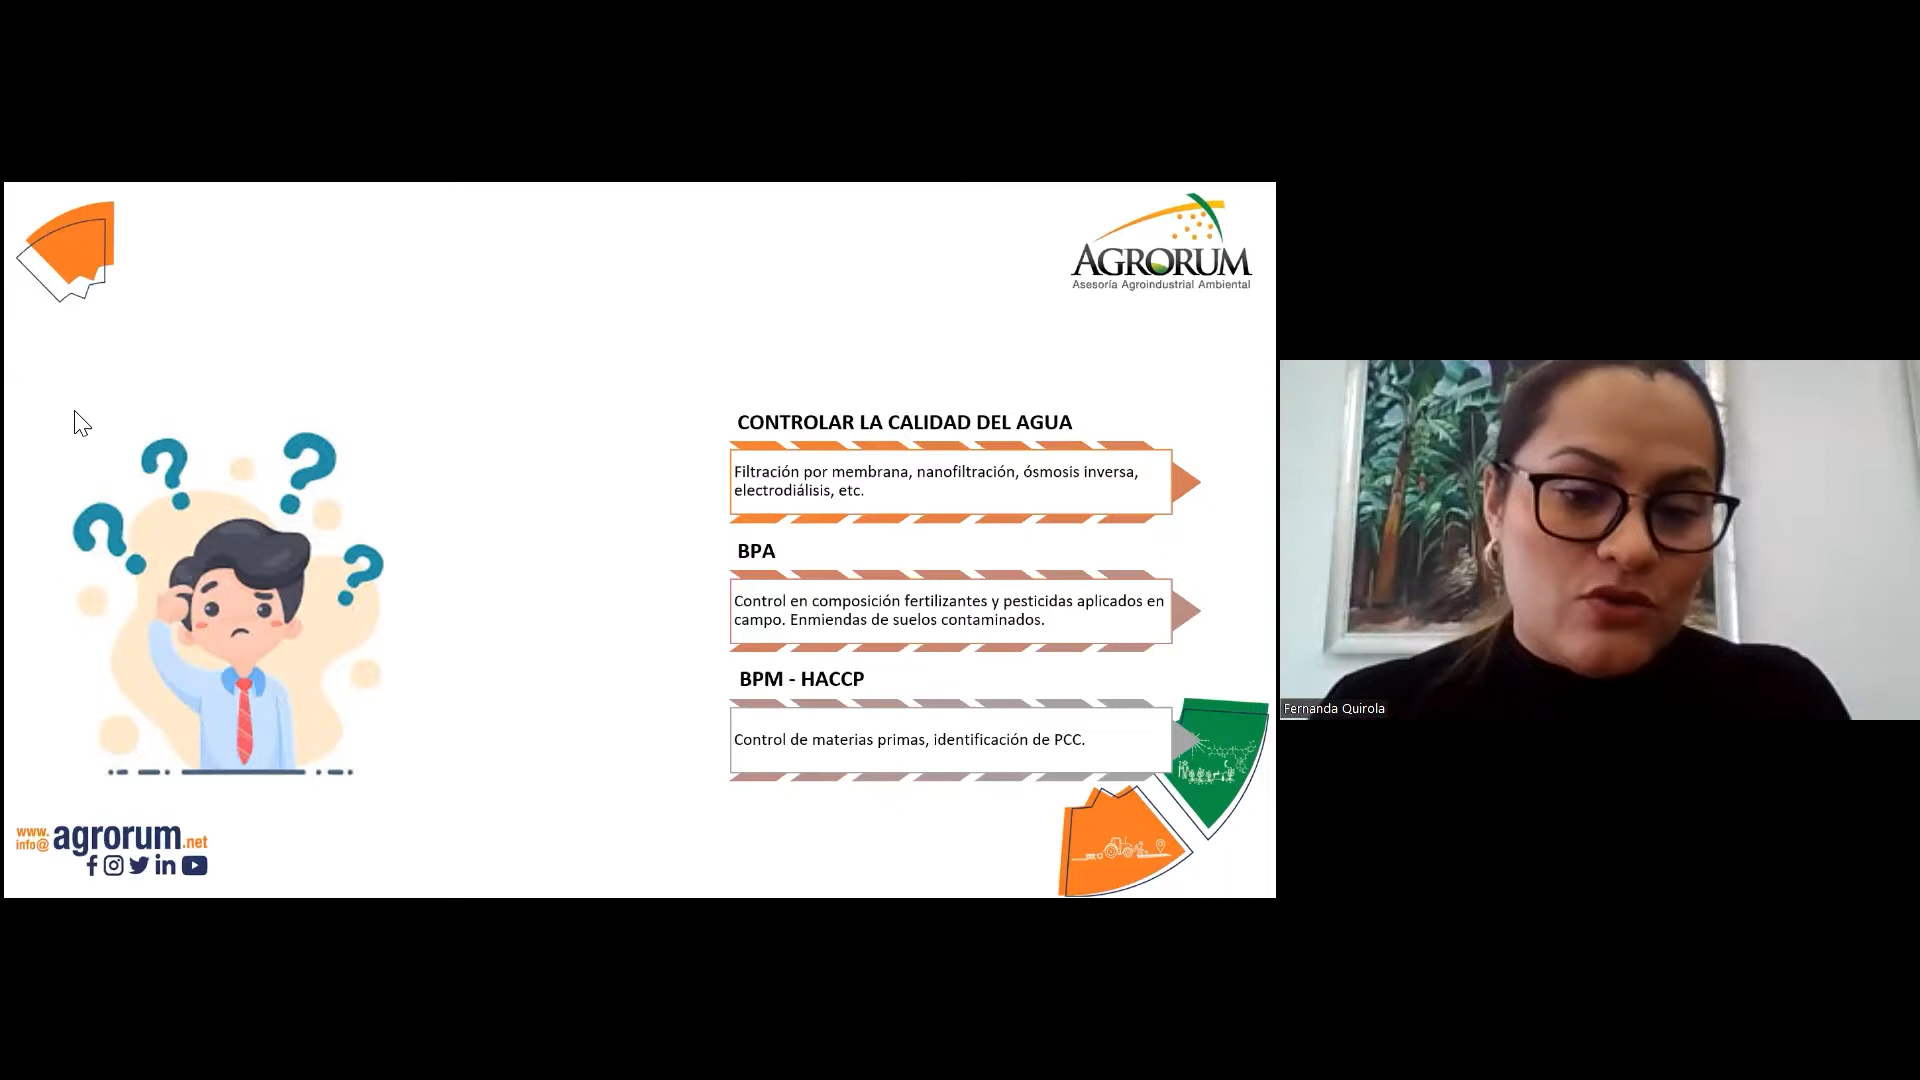 AGRORUM
Asesoría Agroindustrial Ambiental
CONTROLAR LA CALIDAD DEL AGUA
Filtración por membrana, nanofiltración, ósmosis inversa,
electrodiálisis, etc.
BPA
Control en composición fertilizantes y pesticidas aplicados en
campo. Enmiendas de suelos contaminados.
BPM - HACCP
Control de materias primas, identificación de PCC.
www.
info@
agrorum.net
Fernanda Quirola